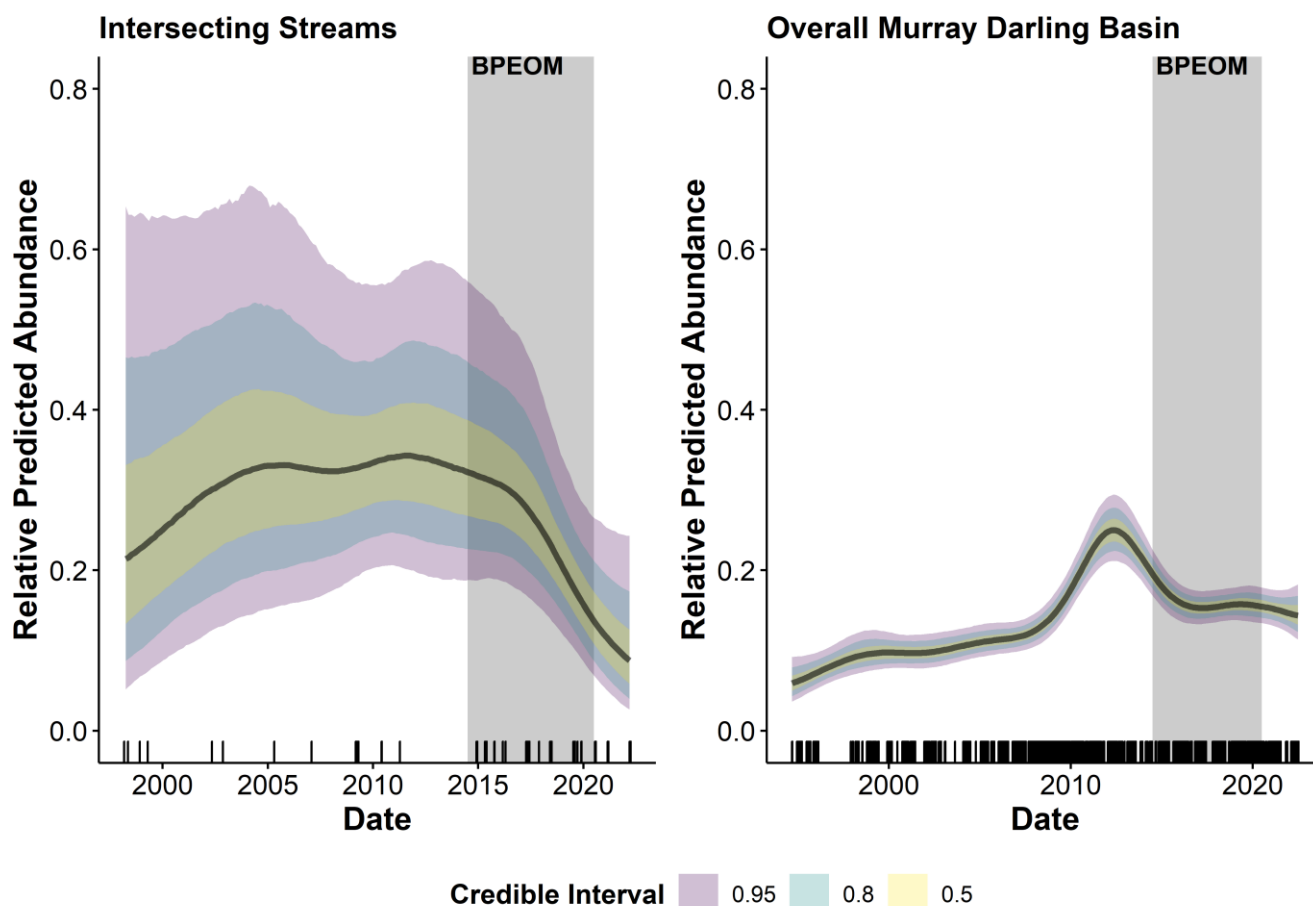 Intersecting Streams
BPEOM
0.8
0.6
0.4
0.2
0.0
Relative Predicted Abundance
2000 2005 2010 2015 2020
Date
Overall Murray Darling Basin
BPEOM
0.8
0.6
0.4
0.2
0.0
Relative Predicted Abundance
2000 2010 2020
Date
Credible Interval 0.95 0.8 0.5